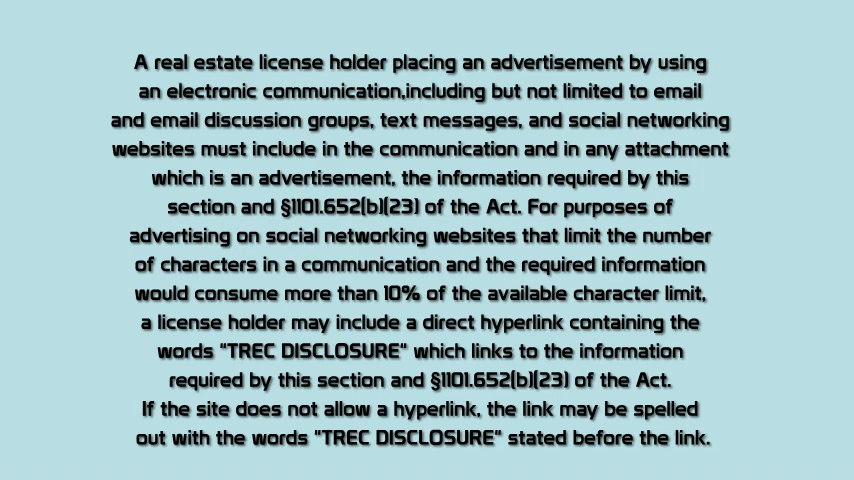 A real estate license holder placing an advertisement by using
an electronic communication,including but not limited to email
and email discussion groups, text messages, and social networking
websites must include in the communication and in any attachment
which is an advertisement, the information required by this
section and §1101.652(b)(23) of the Act. For purposes of
advertising on social networking websites that limit the number
of characters in a communication and the required information
would consume more than 10% of the available character limit,
a license holder may include a direct hyperlink containing the
words "TREC DISCLOSURE" which links to the information
required by this section and §1101.652(b)(23) of the Act.
If the site does not allow a hyperlink, the link may be spelled
out with the words "TREC DISCLOSURE" stated before the link.